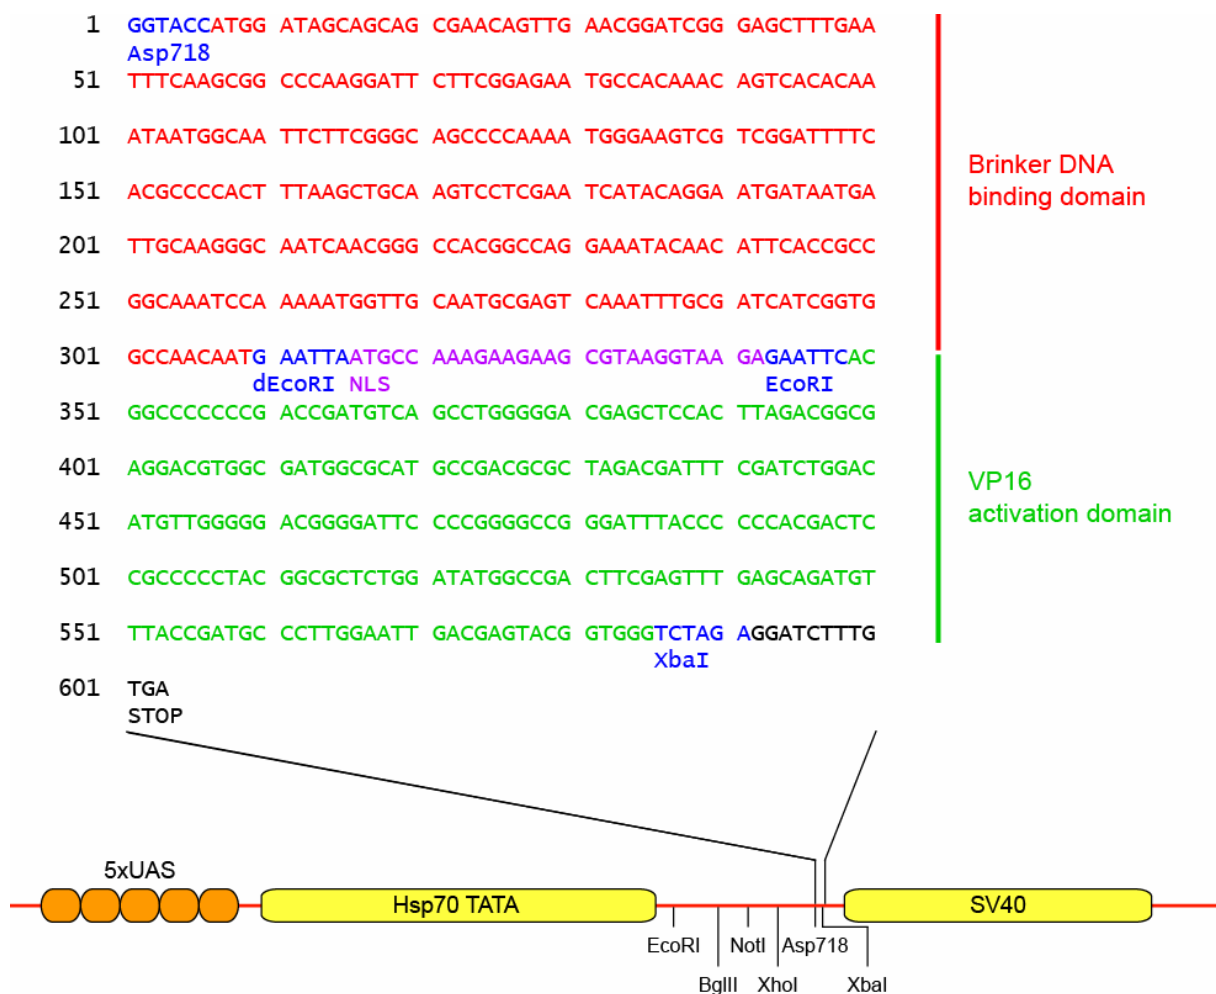 1 GGTACCATGG ATAGCAGCAG CGAACAGTTG AACGGATCGG GAGCTTTGAA
Asp718
51 TTTCAAGCGG CCCAAGGATT CTTCGGAGAA TGCCACAAAC AGTCACACAA
101 ATAATGGCAA TTCTTCGGGC AGCCCCAAAA TGGGAAGTCG TCGGATTTTC
Brinker DNA
binding domain
151 ACGCCCCACT TTAAGCTGCA AGTCCTCGAA TCATACAGGA ATGATAATGA
201 TTGCAAGGGC AATCAACGGG CCACGGCCAG GAAATACAAC ATTCACCGCC
251 GGCAAATCCA AAAATGGTTG CAATGCGAGT CAAATTTGCG ATCATCGGTG
301 GCCAACAATG AATTAATGCC AAAGAAGAAG CGTAAGGTAA GAGAATTCAC
dEcoRI NLS EcoRI
351 GGCCCCCCCG ACCGATGTCA GCCTGGGGGA CGAGCTCCAC TTAGACGGCG
401 AGGACGTGGC GATGGCGCAT GCCGACGCGC TAGACGATTT CGATCTGGAC
VP16
activation domain
451 ATGTTGGGGG ACGGGGATTC CCCGGGGCCG GGATTTACCC CCCACGACTC
501 CGCCCCCTAC GGCGCTCTGG ATATGGCCGA CTTCGAGTTT GAGCAGATGT
551 TTACCGATGC CCTTGGAATT GACGAGTACG GTGGGTCTAG AGGATCTTTG
XbaI
601 TGA
STOP
5xUAS
Hsp70 TATA SV40
EcoRI NotI Asp718
BglII XhoI XbaI